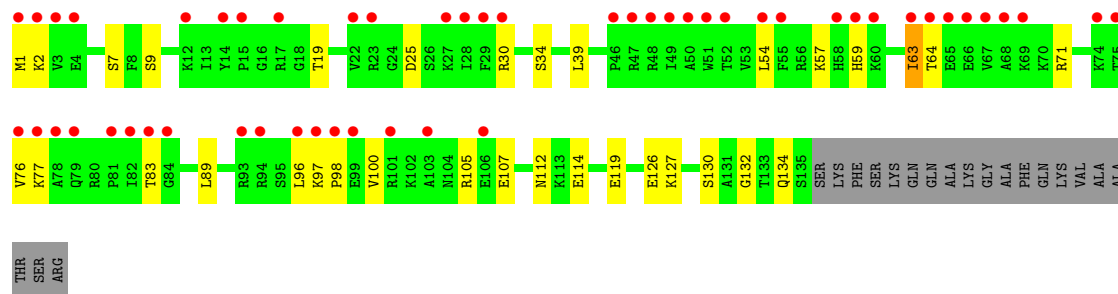 M1 K2 V3 E4 S7 F8 S9 K12 I13 Y14 P15 G16 R17 G18 T19 V22 R23 G24 D25 S26 K27 I28 F29 R30 S34 L39 P46 R47 R48 I49 A50 W51 T52 V53 L54 F55 R56 K57 H58 H59 K60 I63 T64 E65 E66 V67 A68 K69 K70 R71 K74 T75
V76 K77 A78 Q79 R80 P81 I82 T83 G84 L89 R93 R94 S95 L96 K97 P98 E99 V100 R101 K102 A103 N104 R105 E106 E107 N112 K113 E114 E119 E126 K127 S130 A131 G132 T133 Q134 S135 SER LYS PHE SER LYS GLN GLN ALA LYS GLY ALA PHE GLN LYS VAL ALA ALA
THR SER ARG